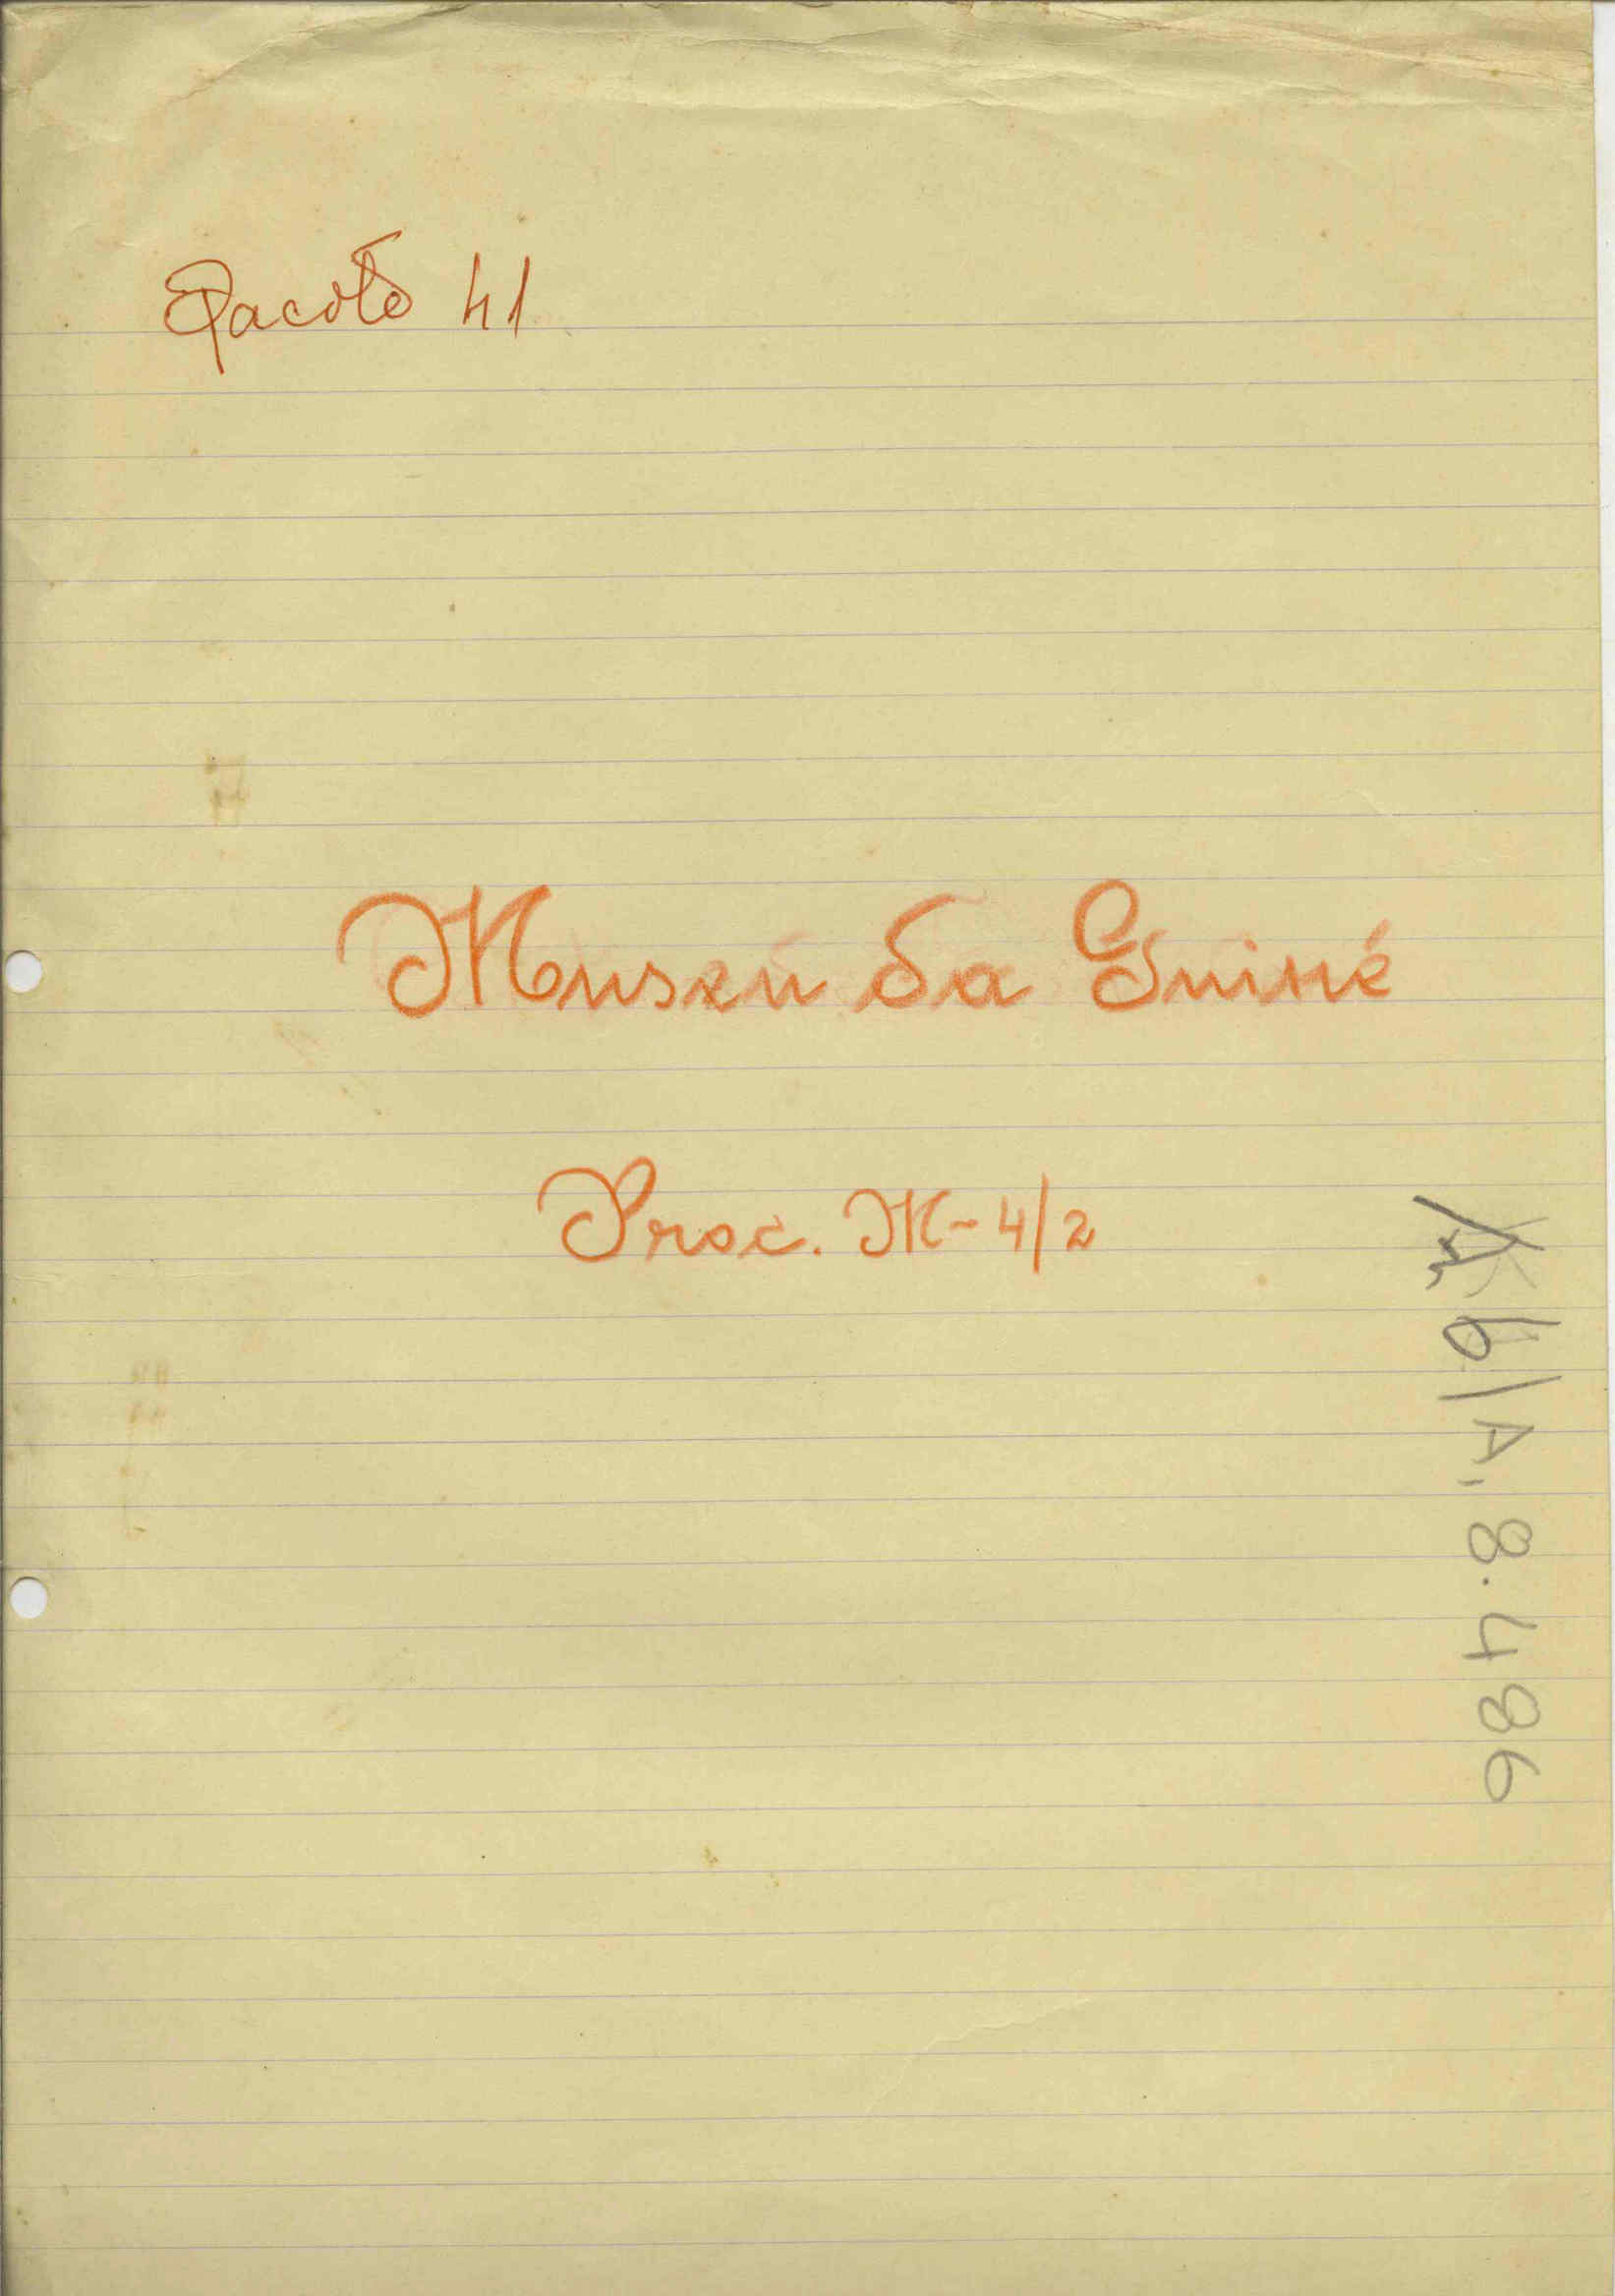 Pacote 41
Museu da Guiné
Proc. M-4/2
6/A, 8.486